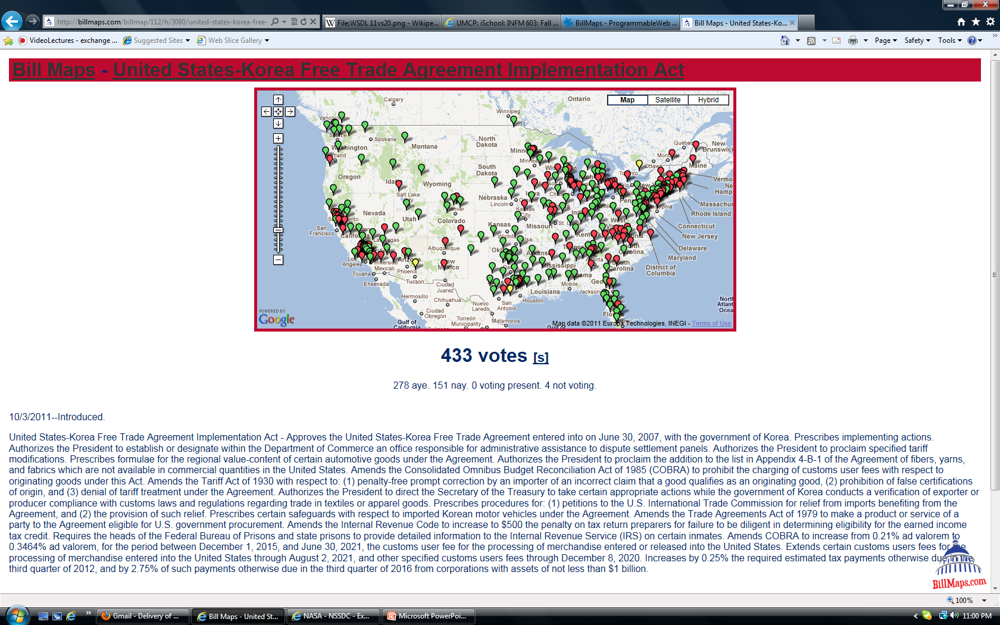 http://billmaps.com/billmap/112/h/3080/united-states-korea-free-
File:WSDL 11vs20.png - Wikipe...
UMCP: iSchool: INFM 603: Fall ...
BillMaps - ProgrammableWeb ...
Bill Maps - United States-Ko...
VideoLectures - exchange ...
Suggested Sites
Web Slice Gallery
Page
Safety
Tools
Bill Maps - United States-Korea Free Trade Agreement Implementation Act
Map
Satellite
Hybrid
Calgary
Ontario
Winnipeg
Spokane
Montana
North
Dakota
Quebec
New
Brunswick
Maine
Ottawa
Oregon
South
Dakota
Wyoming
Salt Lake
City
Nebraska
Lincoln
Nevada
Utah
Colorado
Kansas
City
Missouri
San
Francisco
Kansas
Wichita
Albuquerque
Massachus
Rhode Island
Connecticut
New Jersey
Delaware
Maryland
District of
Columbia
North
Carolina
South
Carolina
Los
Angeles
Riverside
Mexicali
Phoenix
New
Mexico
Tijuana
Ensenada
Tucson
Ciudad
Juarez
Hermosillo
Chihuahua
Ciudad
Obregón
Nuevo
Laredo
San
Antonio
Houston
Louisiana
Mobile
Torreón
Municipality
Matamoros
Gulf of
California
POWERED BY
Google
Map data ©2011 Europa Technologies, INEGI - Terms of Use
433 votes [s]
278 aye. 151 nay. 0 voting present. 4 not voting.
10/3/2011--Introduced.
United States-Korea Free Trade Agreement Implementation Act - Approves the United States-Korea Free Trade Agreement entered into on June 30, 2007, with the government of Korea. Prescribes implementing actions.
Authorizes the President to establish or designate within the Department of Commerce an office responsible for administrative assistance to dispute settlement panels. Authorizes the President to proclaim specified tariff
modifications. Prescribes formulae for the regional value-content of certain automotive goods under the Agreement. Authorizes the President to proclaim the addition to the list in Appendix 4-B-1 of the Agreement of fibers, yarns,
and fabrics which are not available in commercial quantities in the United States. Amends the Consolidated Omnibus Budget Reconciliation Act of 1985 (COBRA) to prohibit the charging of customs user fees with respect to
originating goods under this Act. Amends the Tariff Act of 1930 with respect to: (1) penalty-free prompt correction by an importer of an incorrect claim that a good qualifies as an originating good, (2) prohibition of false certifications
of origin, and (3) denial of tariff treatment under the Agreement. Authorizes the President to direct the Secretary of the Treasury to take certain appropriate actions while the government of Korea conducts a verification of exporter or
producer compliance with customs laws and regulations regarding trade in textiles or apparel goods. Prescribes procedures for: (1) petitions to the U.S. International Trade Commission for relief from imports benefiting from the
Agreement, and (2) the provision of such relief. Prescribes certain safeguards with respect to imported Korean motor vehicles under the Agreement. Amends the Trade Agreements Act of 1979 to make a product or service of a
party to the Agreement eligible for U.S. government procurement. Amends the Internal Revenue Code to increase to $500 the penalty on tax return preparers for failure to be diligent in determining eligibility for the earned income
tax credit. Requires the heads of the Federal Bureau of Prisons and state prisons to provide detailed information to the Internal Revenue Service (IRS) on certain inmates. Amends COBRA to increase from 0.21% ad valorem to
0.3464% ad valorem, for the period between December 1, 2015, and June 30, 2021, the customs user fee for the processing of merchandise entered or released into the United States. Extends certain customs users fees for the
processing of merchandise entered into the United States through August 2, 2021, and other specified customs users fees through December 8, 2020. Increases by 0.25% the required estimated tax payments otherwise due in the
third quarter of 2012, and by 2.75% of such payments otherwise due in the third quarter of 2016 from corporations with assets of not less than $1 billion.
BillMaps.com
100%
Gmail - Delivery of ...
Bill Maps - United St...
NASA - NSSDC - Ex...
Microsoft PowerPoi...
11:00 PM